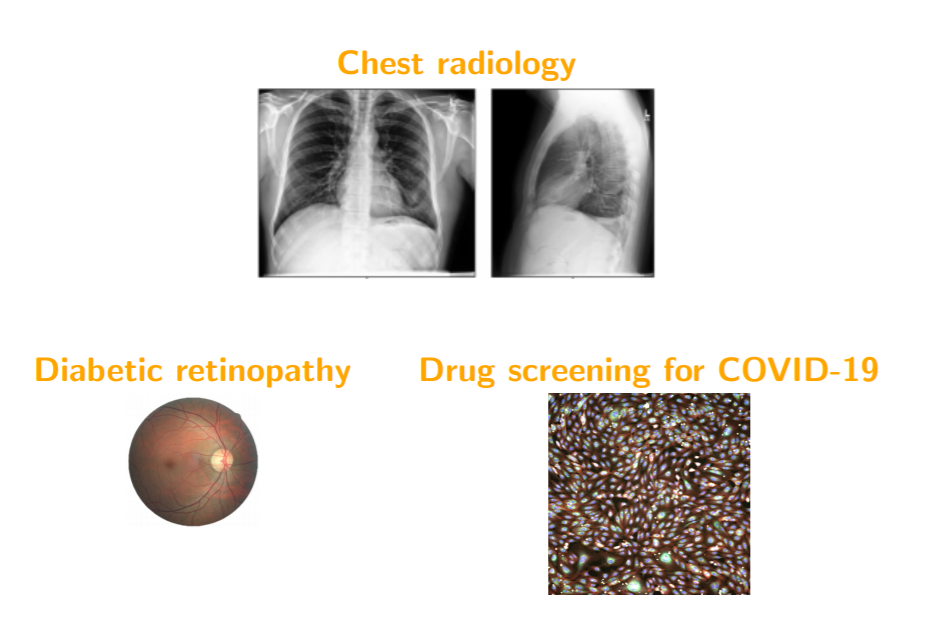 Chest radiology
Diabetic retinopathy
Drug screening for COVID-19